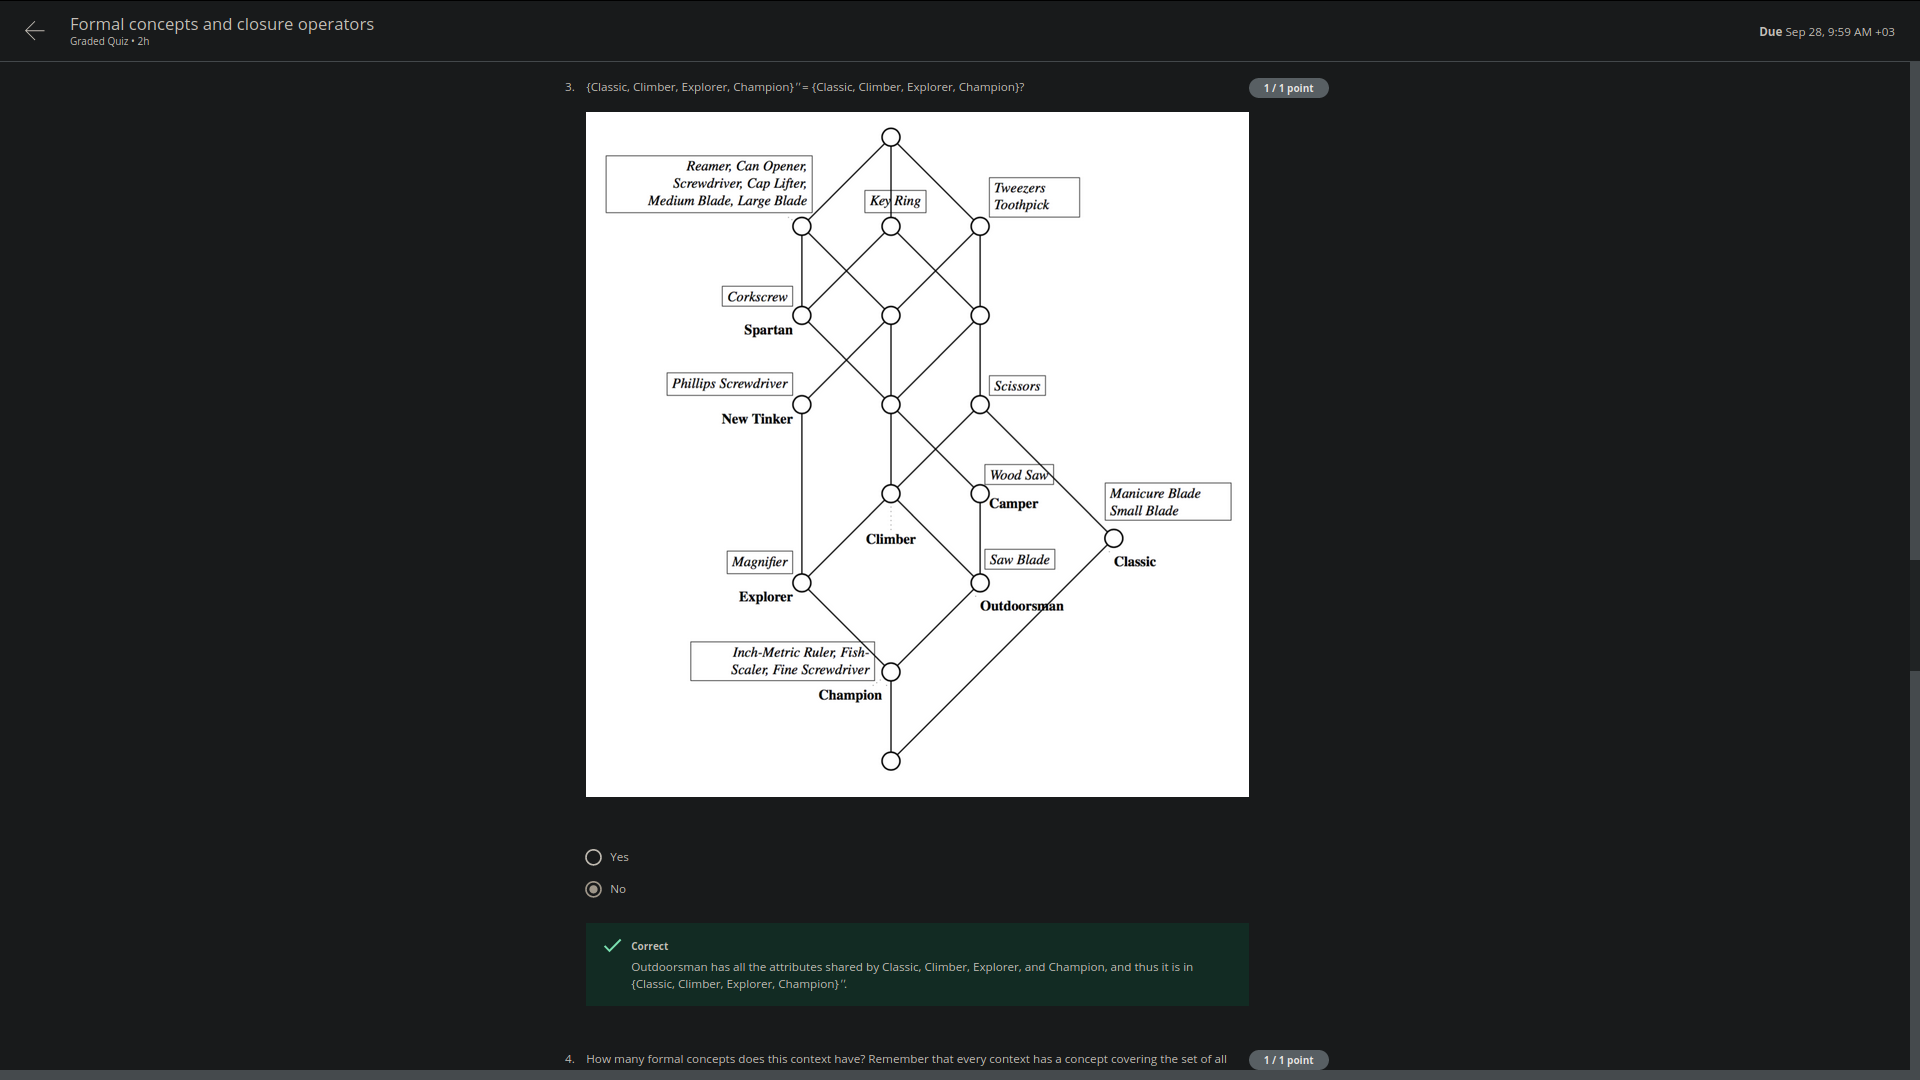 Formal concepts and closure operators
Graded Quiz • 2h
Due Sep 28, 9:59 AM +03
3. {Classic, Climber, Explorer, Champion}″= {Classic, Climber, Explorer, Champion}?
1 / 1 point
Reamer, Can Opener,
Screwdriver, Cap Lifter,
Medium Blade, Large Blade
Key Ring
Tweezers
Toothpick
Corkscrew
Spartan
Phillips Screwdriver
New Tinker
Scissors
Wood Saw
Camper
Manicure Blade
Small Blade
Climber
Classic
Magnifier
Explorer
Saw Blade
Outdoorsman
Inch-Metric Ruler, Fish-
Scaler, Fine Screwdriver
Champion
Yes
No
Correct
Outdoorsman has all the attributes shared by Classic, Climber, Explorer, and Champion, and thus it is in
{Classic, Climber, Explorer, Champion}″.
4. How many formal concepts does this context have? Remember that every context has a concept covering the set of all
1 / 1 point